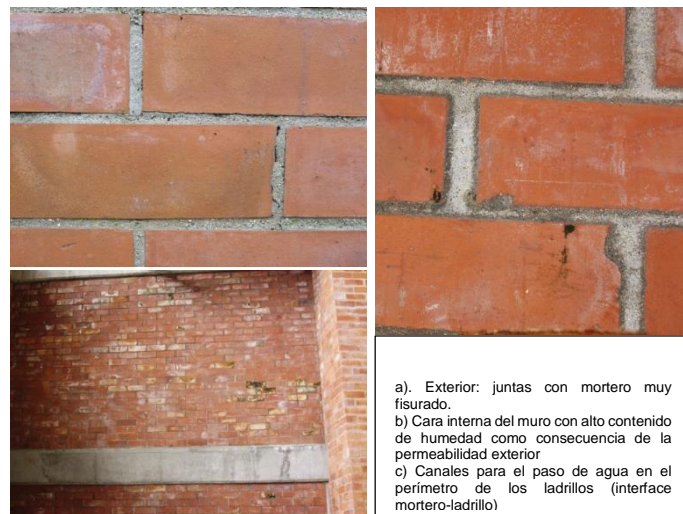 a). Exterior: juntas con mortero muy
fisurado.
b) Cara interna del muro con alto contenido
de humedad como consecuencia de la
permeabilidad exterior
c) Canales para el paso de agua en el
perímetro de los ladrillos (interface
mortero-ladrillo)